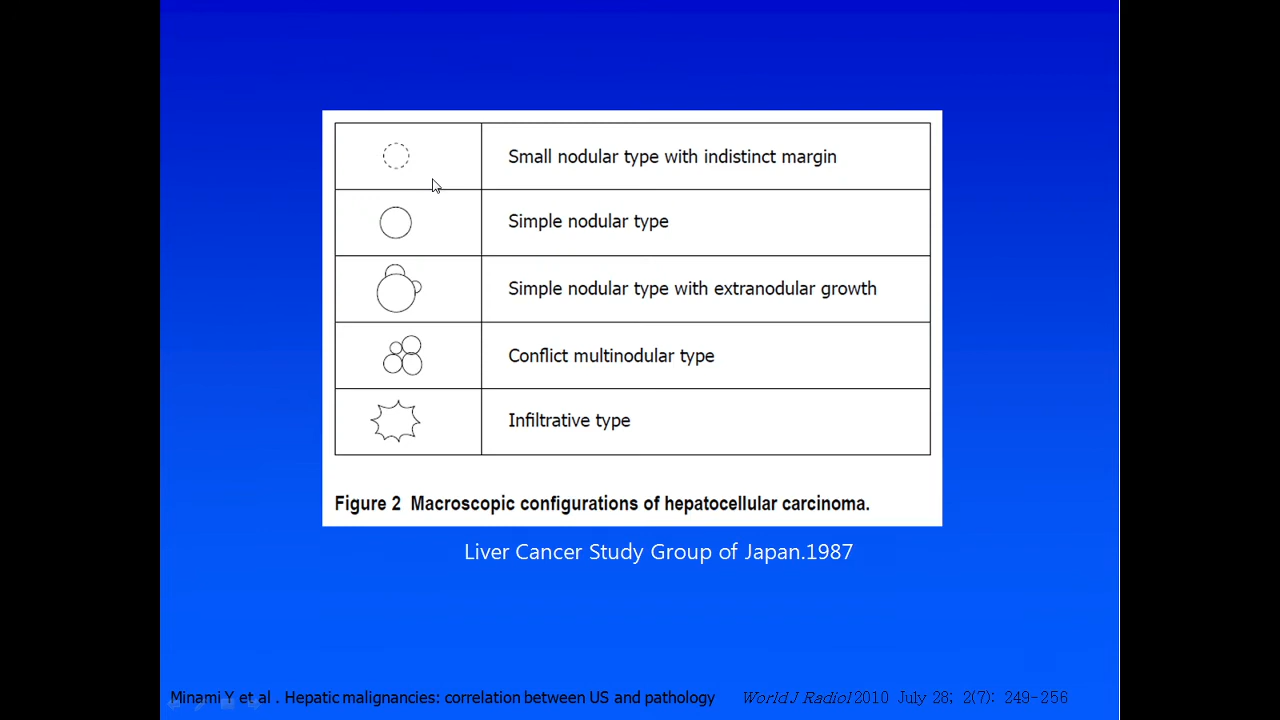 Small nodular type with indistinct margin
Simple nodular type
Simple nodular type with extranodular growth
Conflict multinodular type
Infiltrative type
Figure 2 Macroscopic configurations of hepatocellular carcinoma.
Liver Cancer Study Group of Japan.1987
Minami Y et al . Hepatic malignancies: correlation between US and pathology World J Radiol 2010 July 28; 2(7): 249-256